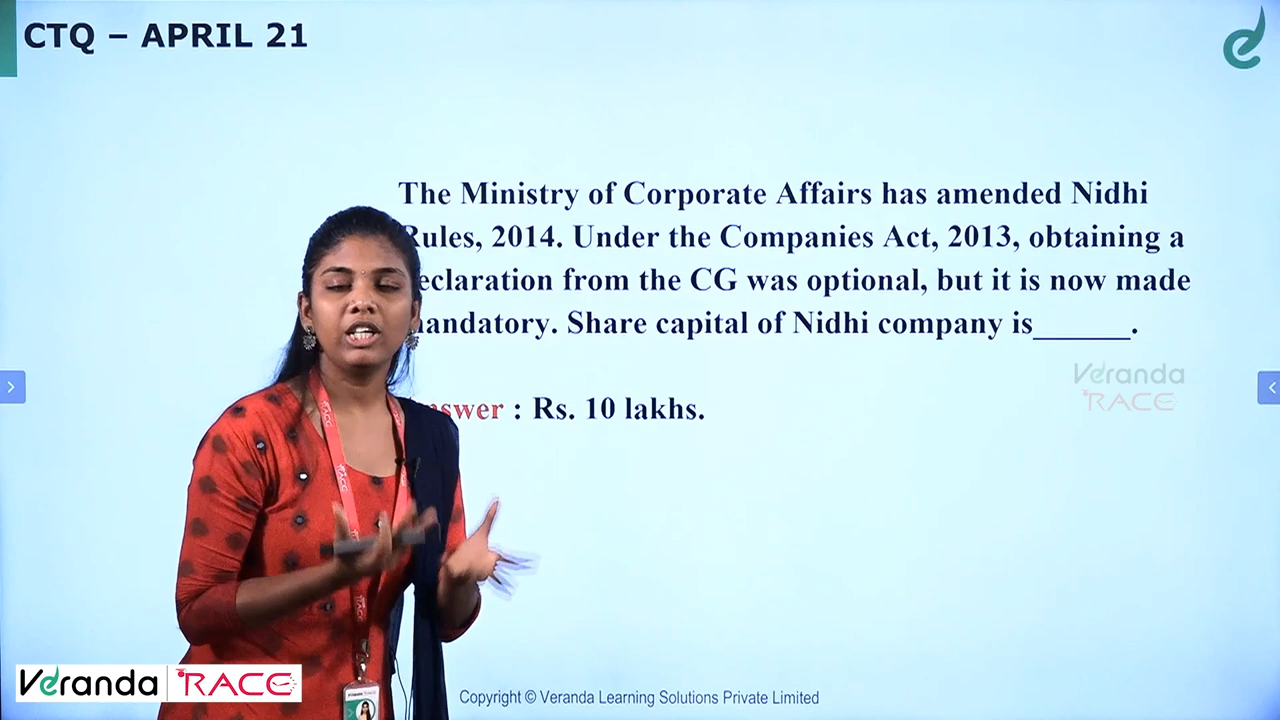 CTQ – APRIL 21
The Ministry of Corporate Affairs has amended Nidhi
Rules, 2014. Under the Companies Act, 2013, obtaining a
eclaration from the CG was optional, but it is now made
mandatory. Share capital of Nidhi company is______.
Veranda
RACE
nswer : Rs. 10 lakhs.
RACE
Veranda RACE
Copyright © Veranda Learning Solutions Private Limited